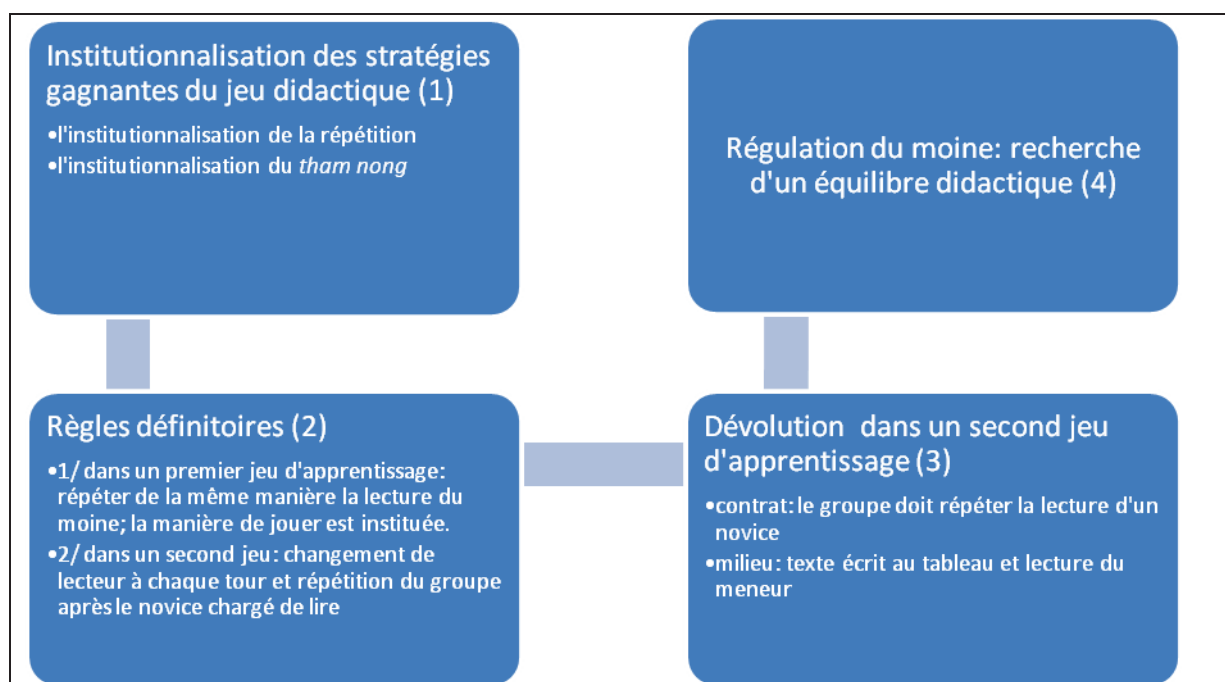 Institutionnalisation des stratégies
gagnantes du jeu didactique (1)
•l'institutionnalisation de la répétition
•l'institutionnalisation du tham nong
Règles définitoires (2)
•1/ dans un premier jeu d'apprentissage:
répéter de la même manière la lecture du
moine; la manière de jouer est instituée.
•2/ dans un second jeu: changement de
lecteur à chaque tour et répétition du groupe
après le novice chargé de lire
Dévolution dans un second jeu
d'apprentissage (3)
•contrat: le groupe doit répéter la lecture d'un
novice
•milieu: texte écrit au tableau et lecture du
meneur
Régulation du moine: recherche
d'un équilibre didactique (4)